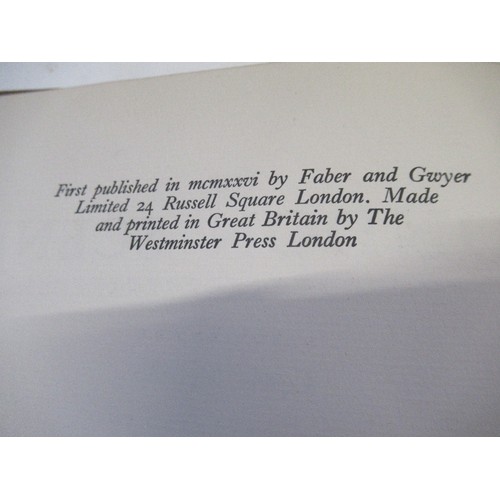 First published in mcmxxvi by Faber and Gwyer
Limited 24 Russell Square London. Made
and printed in Great Britain by The
Westminster Press London